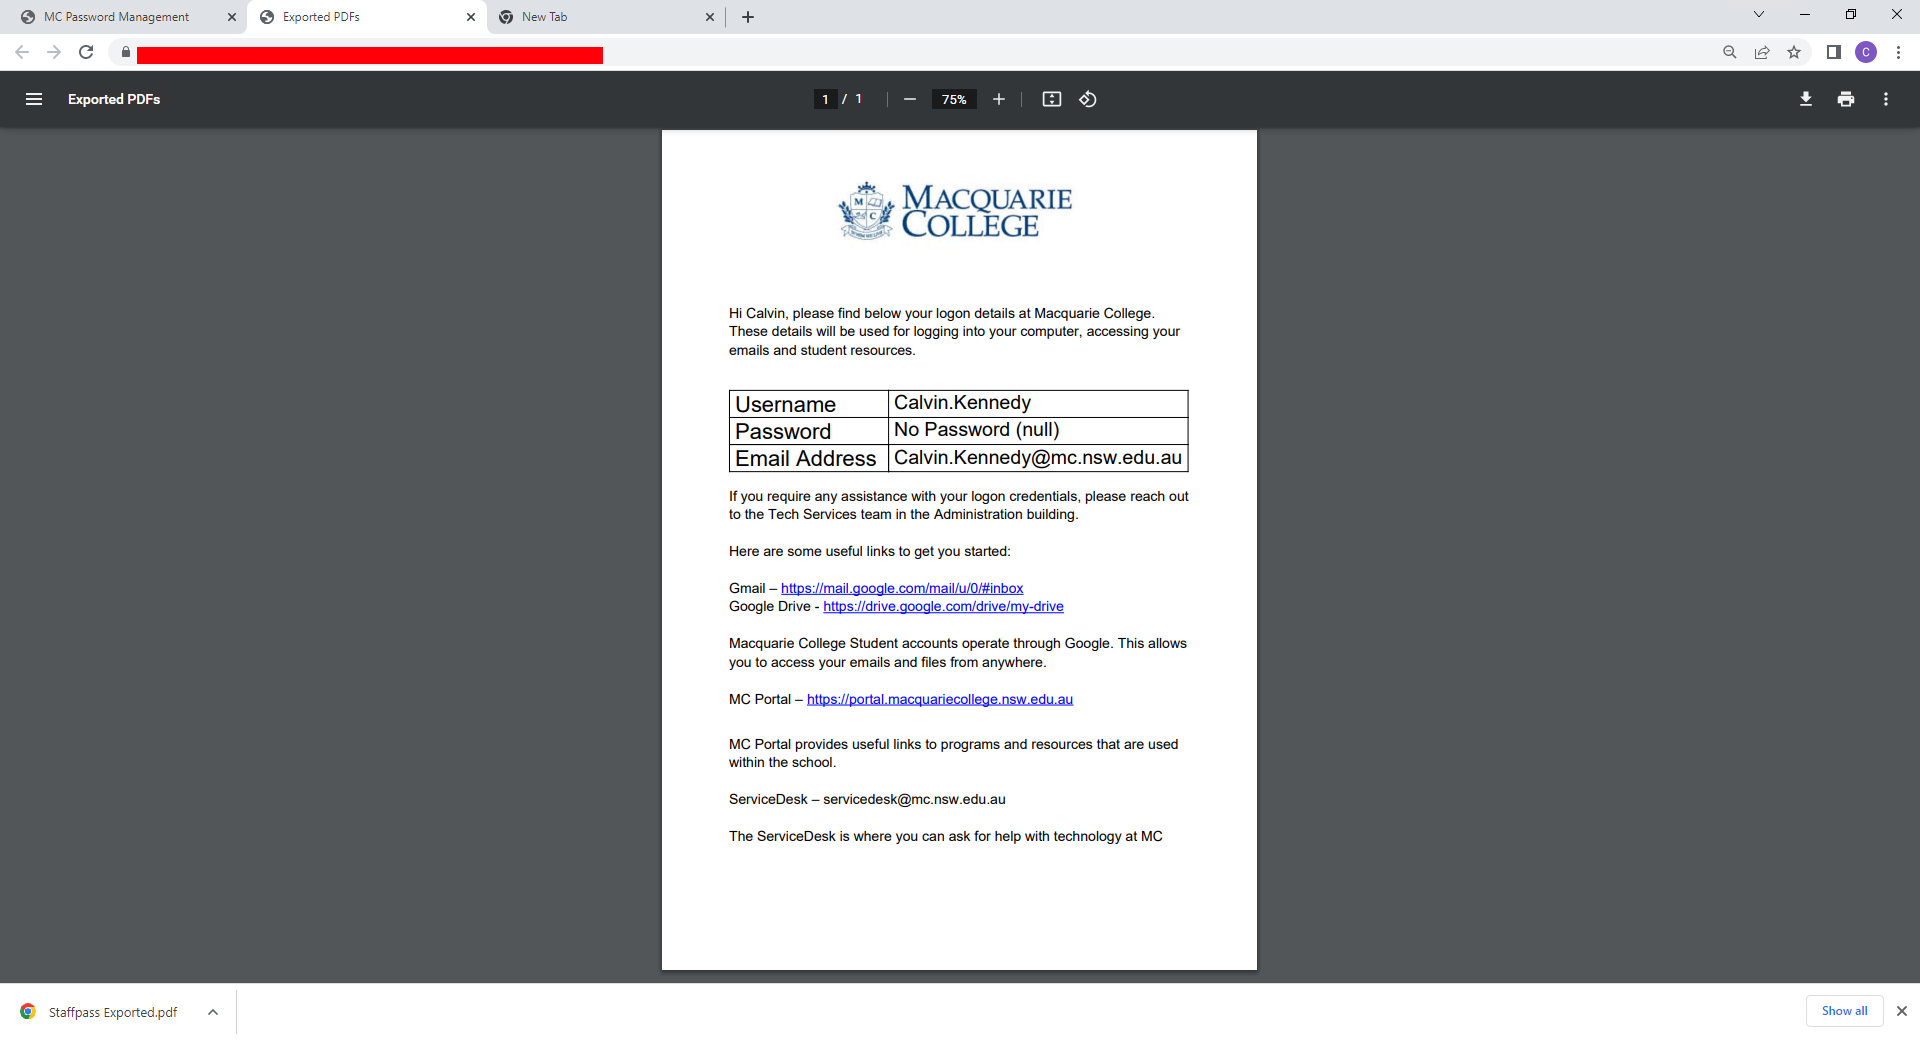 MC Password Management
Exported PDFs
New Tab
C
Exported PDFs
1 / 1
75%
M
C
MACQUARIE
COLLEGE
Hi Calvin, please find below your logon details at Macquarie College.
These details will be used for logging into your computer, accessing your
emails and student resources.
Username Calvin.Kennedy
Password No Password (null)
Email Address Calvin.Kennedy@mc.nsw.edu.au
If you require any assistance with your logon credentials, please reach out
to the Tech Services team in the Administration building.
Here are some useful links to get you started:
Gmail – https://mail.google.com/mail/u/0/#inbox
Google Drive - https://drive.google.com/drive/my-drive
Macquarie College Student accounts operate through Google. This allows
you to access your emails and files from anywhere.
MC Portal – https://portal.macquariecollege.nsw.edu.au
MC Portal provides useful links to programs and resources that are used
within the school.
ServiceDesk – servicedesk@mc.nsw.edu.au
The ServiceDesk is where you can ask for help with technology at MC
Staffpass Exported.pdf
Show all